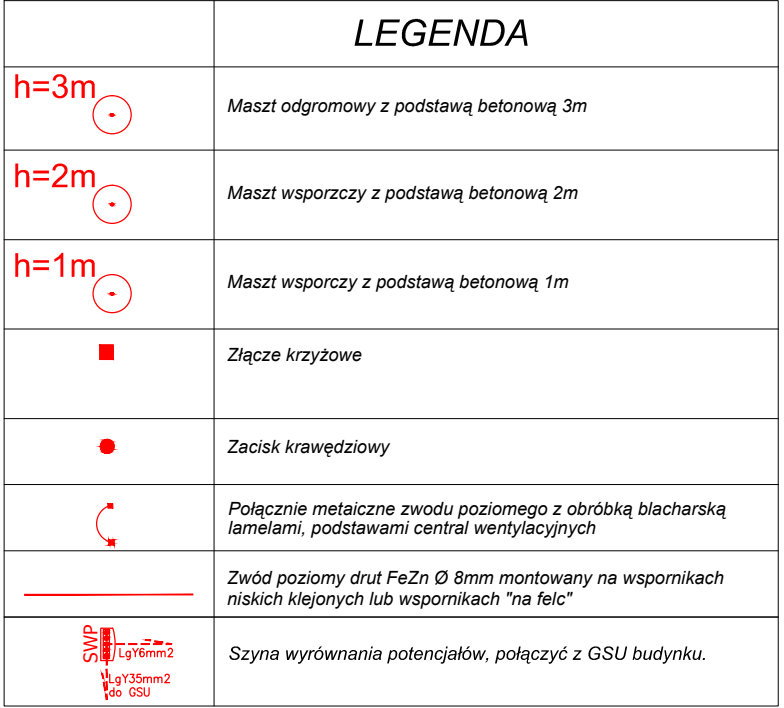 LEGENDA
h=3m
Maszt odgromowy z podstawą betonową 3m
h=2m
Maszt wsporzczy z podstawą betonową 2m
h=1m
Maszt wsporczy z podstawą betonową 1m
Złącze krzyżowe
Zacisk krawędziowy
Połącznie metaiczne zwodu poziomego z obróbką blacharską
lamelami, podstawami central wentylacyjnych
Zwód poziomy drut FeZn Ø 8mm montowany na wspornikach
niskich klejonych lub wspornikach "na felc"
SWP
LgY6mm2
LgY35mm2
do GSU
Szyna wyrównania potencjałów, połączyć z GSU budynku.